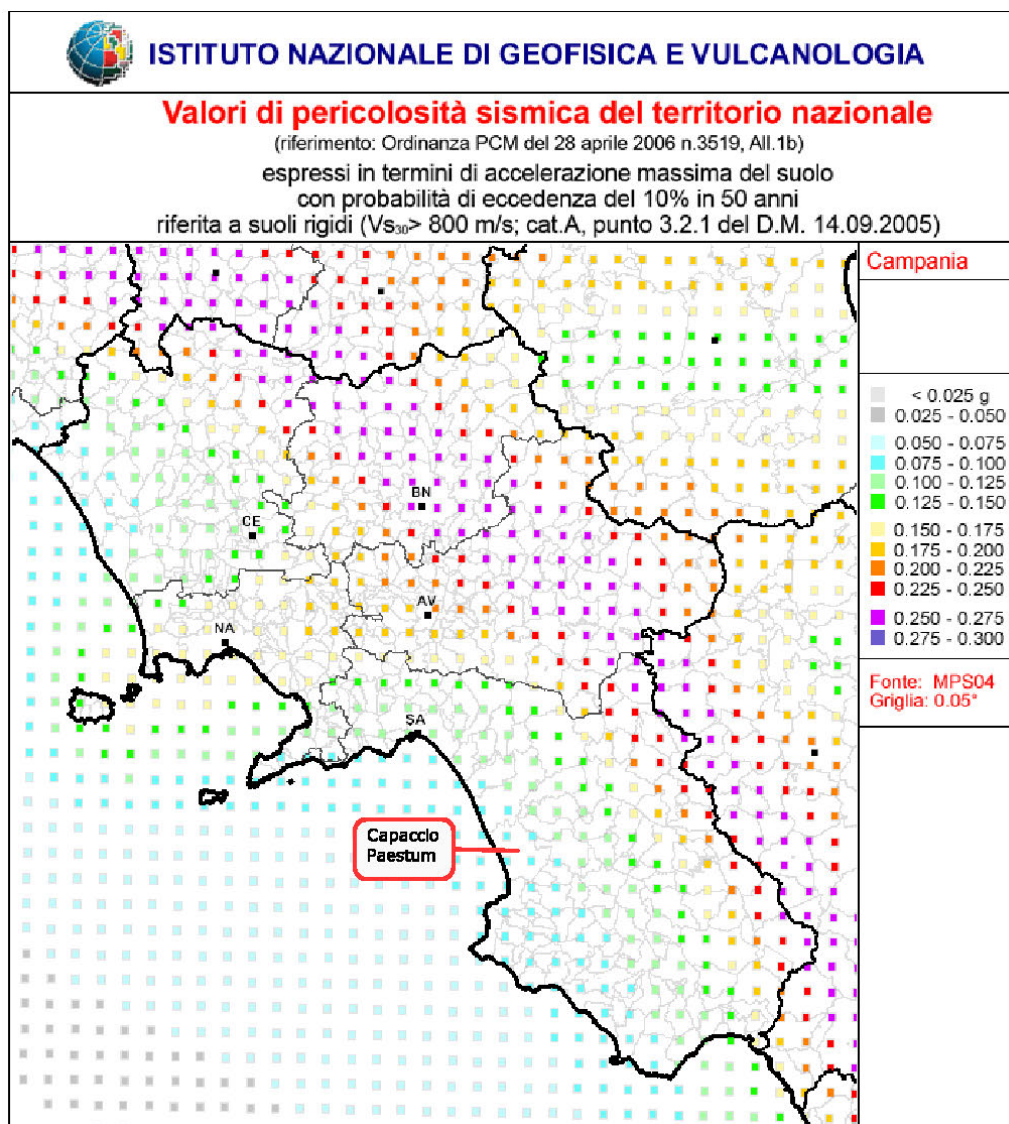 ISTITUTO NAZIONALE DI GEOFISICA E VULCANOLOGIA
Valori di pericolosità sismica del territorio nazionale
(riferimento: Ordinanza PCM del 28 aprile 2006 n.3519, All.1b)
espressi in termini di accelerazione massima del suolo
con probabilità di eccedenza del 10% in 50 anni
riferita a suoli rigidi (Vs30> 800 m/s; cat.A, punto 3.2.1 del D.M. 14.09.2005)
Campania
< 0.025 g
0.025 - 0.050
0.050 - 0.075
0.075 - 0.100
0.100 - 0.125
0.125 - 0.150
0.150 - 0.175
0.175 - 0.200
0.200 - 0.225
0.225 - 0.250
0.250 - 0.275
0.275 - 0.300
Fonte: MPS04
Griglia: 0.05°
BN
CE
AV
NA
SA
Capaccio
Paestum